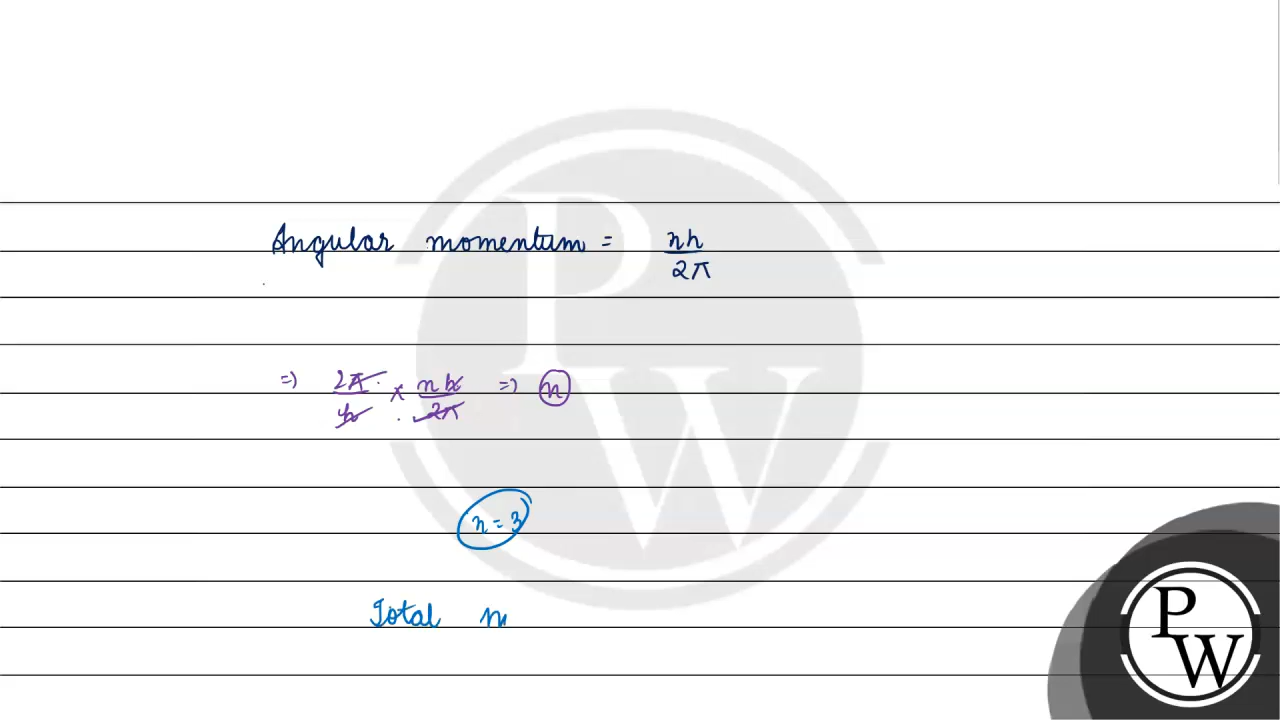 Angular momentum = nh/2π
=> 2π/h × nh/2π => n
n = 3
Total n
P
W
P
W